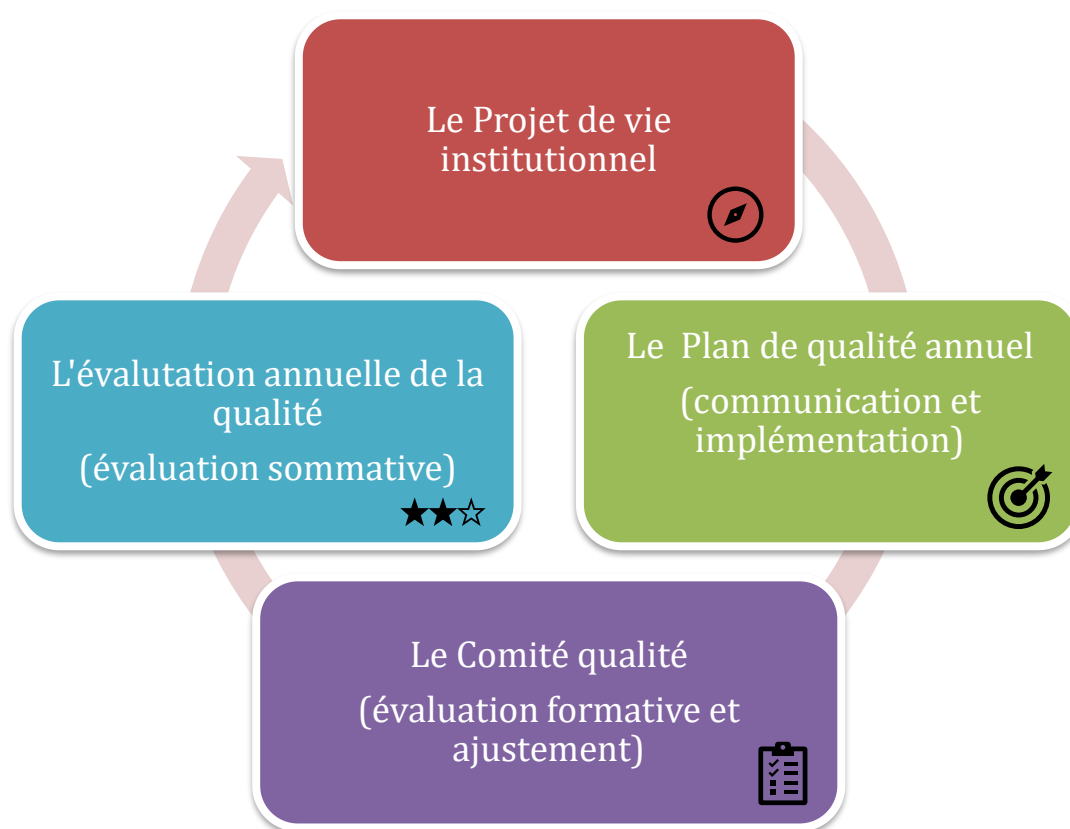 Le Projet de vie
institutionnel
Le Plan de qualité annuel
(communication et
implémentation)
Le Comité qualité
(évaluation formative et
ajustement)
L'évalutation annuelle de la
qualité
(évaluation sommative)